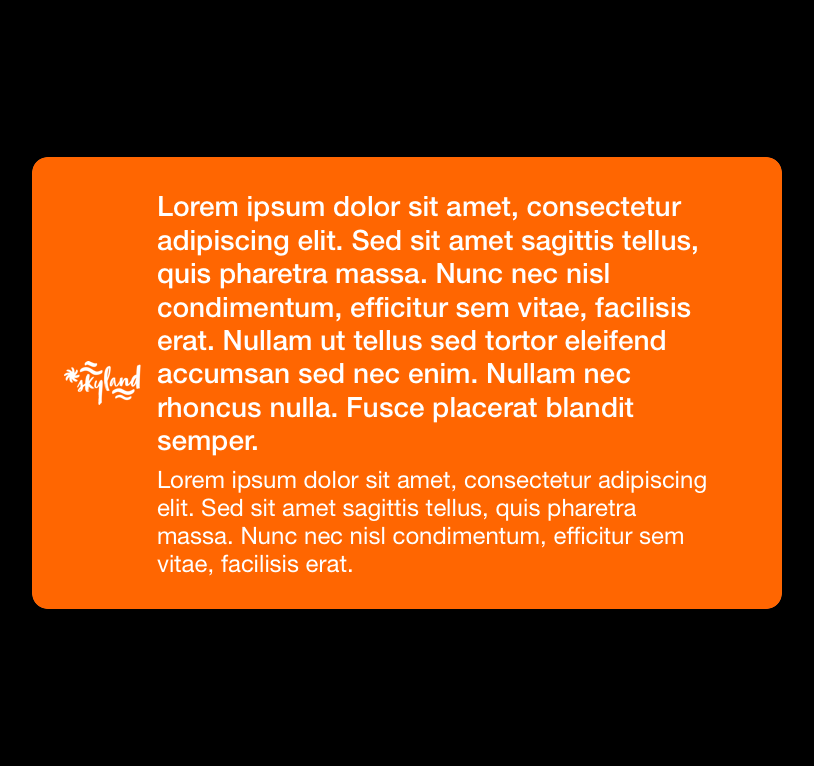 Lorem ipsum dolor sit amet, consectetur
adipiscing elit. Sed sit amet sagittis tellus,
quis pharetra massa. Nunc nec nisl
condimentum, efficitur sem vitae, facilisis
erat. Nullam ut tellus sed tortor eleifend
skyland
accumsan sed nec enim. Nullam nec
rhoncus nulla. Fusce placerat blandit
semper.
Lorem ipsum dolor sit amet, consectetur adipiscing
elit. Sed sit amet sagittis tellus, quis pharetra
massa. Nunc nec nisl condimentum, efficitur sem
vitae, facilisis erat.